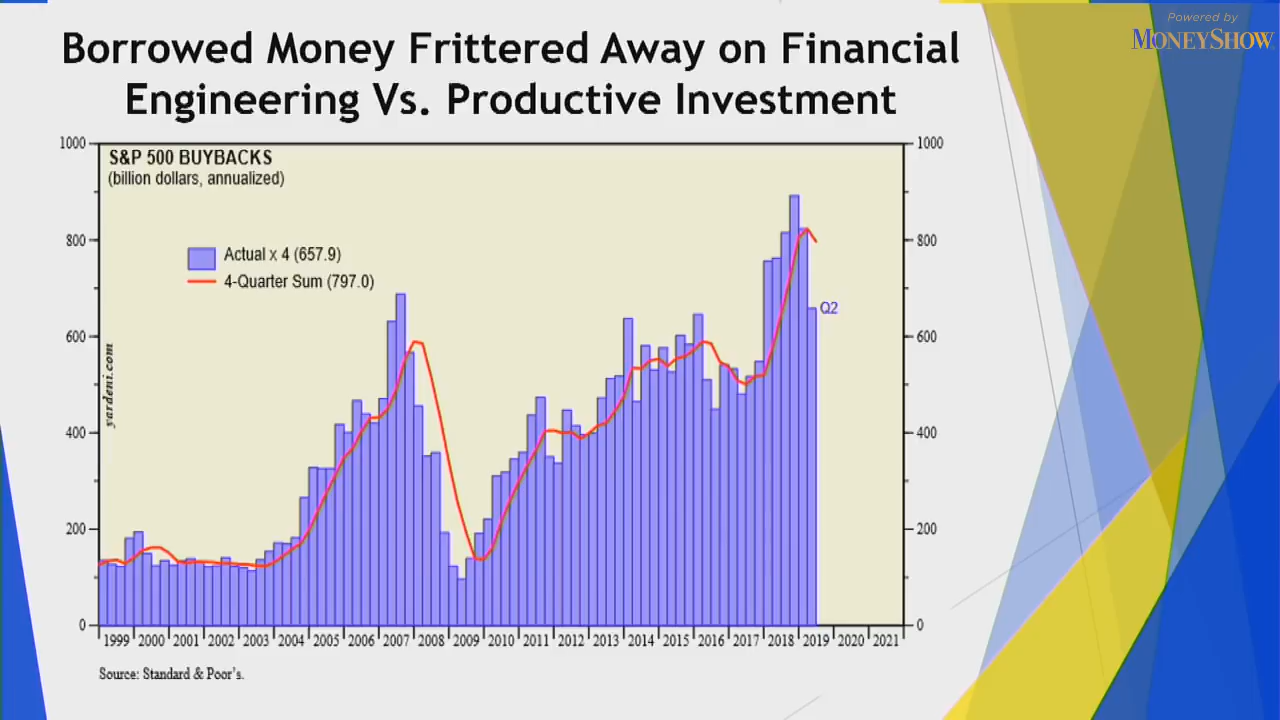 Powered by
MONEYSHOW
Borrowed Money Frittered Away on Financial
Engineering Vs. Productive Investment
S&P 500 BUYBACKS
(billion dollars, annualized)
Actual x 4 (657.9)
4-Quarter Sum (797.0)
1000
800
600
400
200
0
1000
800
600
400
200
0
Q2
yardeni.com
1999 2000 2001 2002 2003 2004 2005 2006 2007 2008 2009 2010 2011 2012 2013 2014 2015 2016 2017 2018 2019 2020 2021
Source: Standard & Poor's.